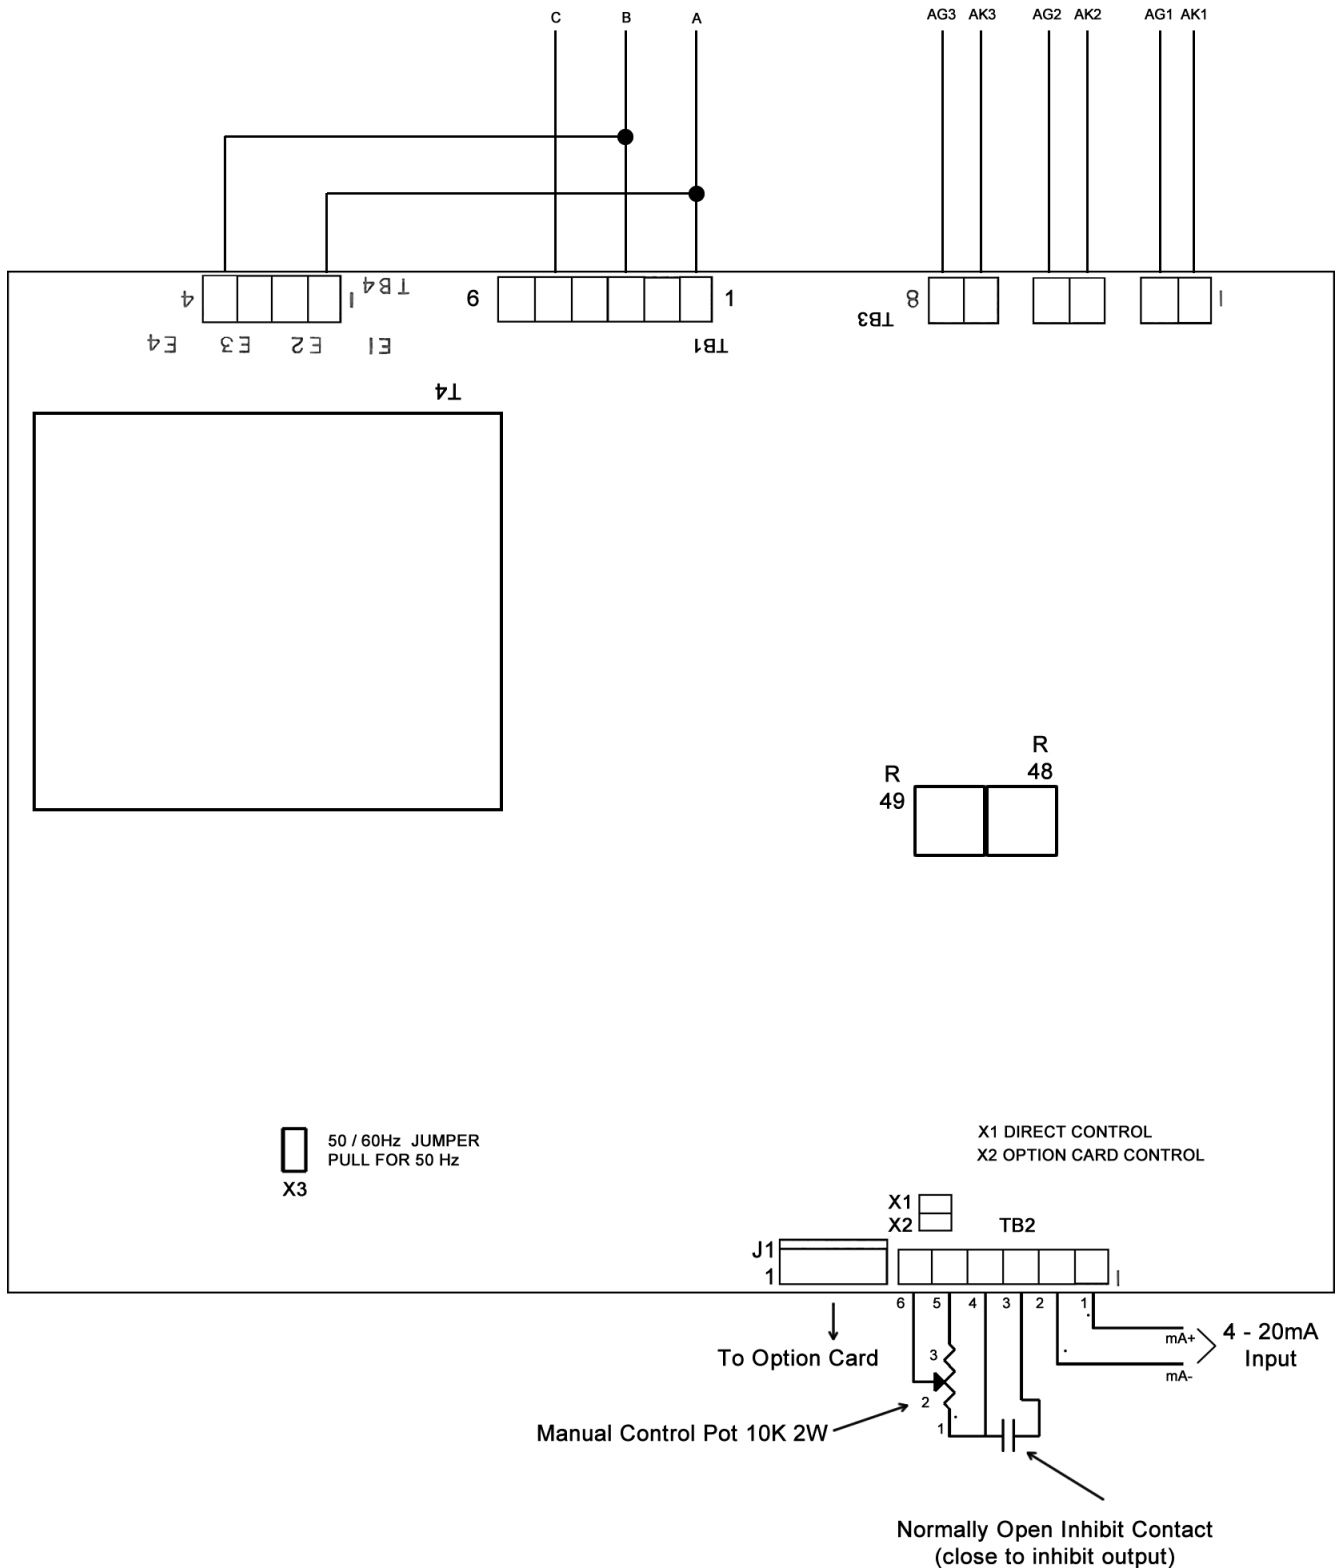 C B A AG3 AK3 AG2 AK2 AG1 AK1
4 1 TB4 6 1 8 1
TB3
E4 E3 E2 E1 TB1
T4
R
48
R
49
50 / 60Hz JUMPER
PULL FOR 50 Hz
X3
X1 DIRECT CONTROL
X2 OPTION CARD CONTROL
X1
X2 TB2
J1
1 1
6 5 4 3 2 1
mA+
mA-
4 - 20mA
Input
To Option Card
3
2
1
Manual Control Pot 10K 2W
Normally Open Inhibit Contact
(close to inhibit output)